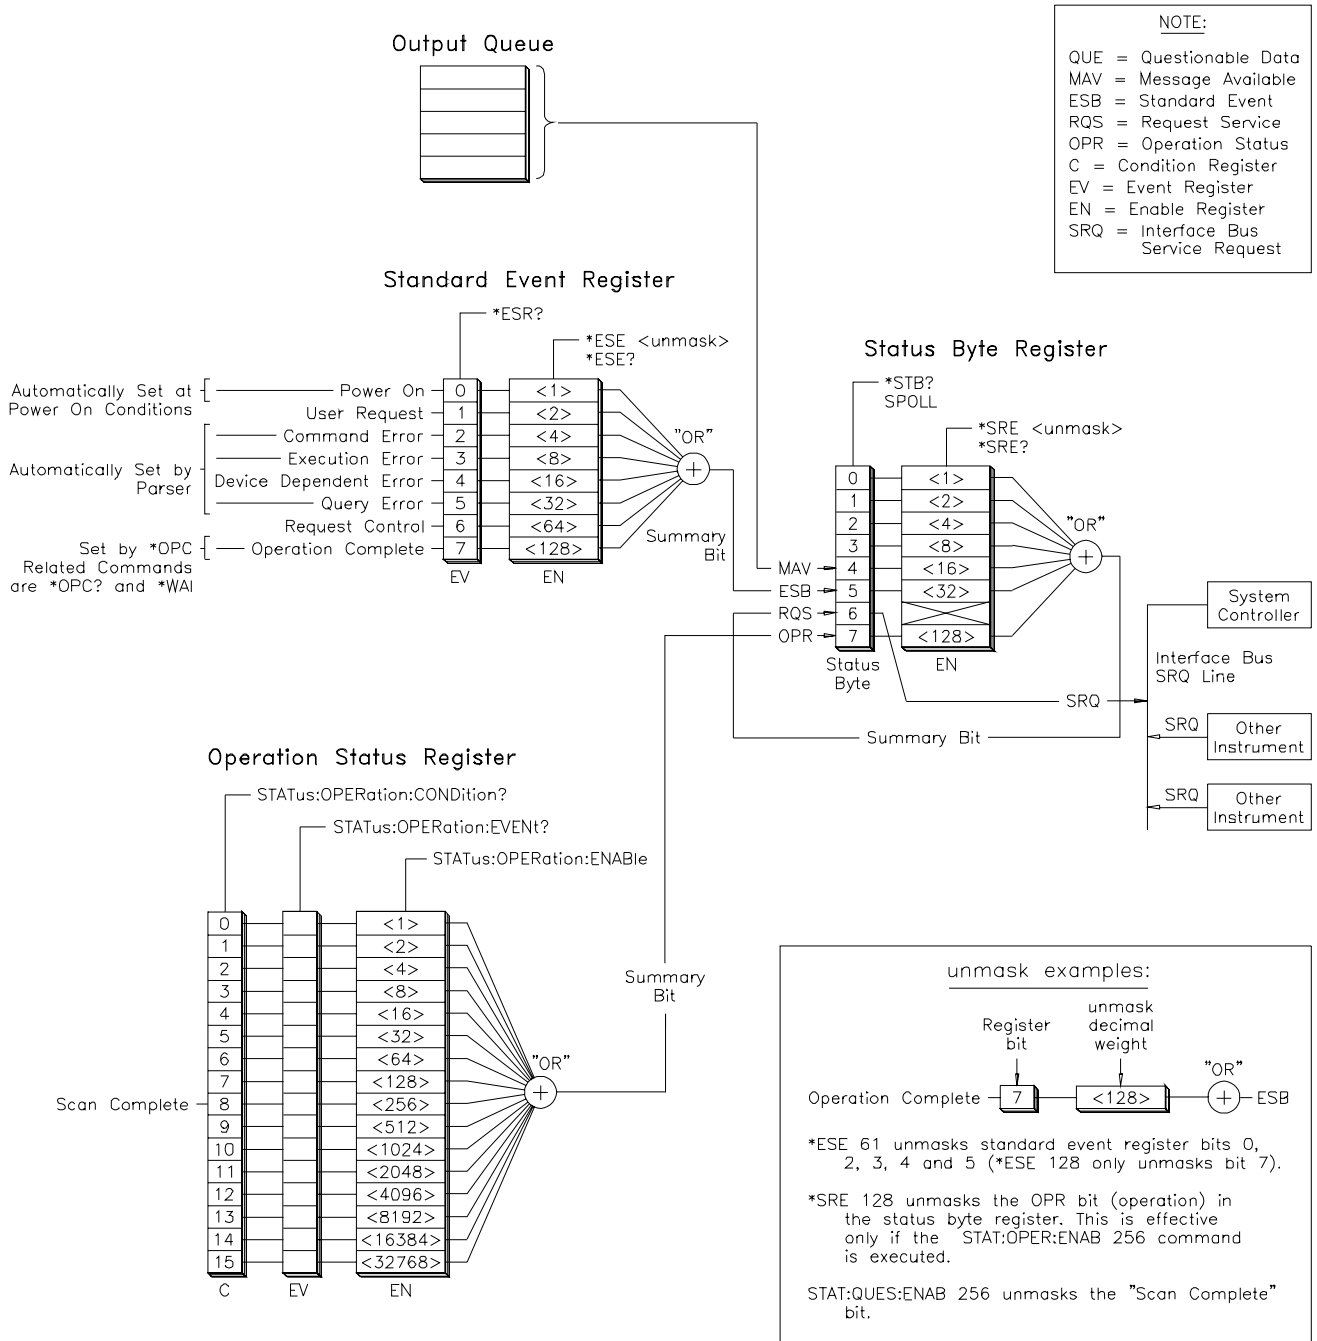 NOTE:
QUE = Questionable Data
MAV = Message Available
ESB = Standard Event
RQS = Request Service
OPR = Operation Status
C = Condition Register
EV = Event Register
EN = Enable Register
SRQ = Interface Bus
Service Request
Output Queue
Standard Event Register
*ESR?
*ESE <unmask>
*ESE?
Automatically Set at
Power On Conditions
Automatically Set by
Parser
Set by *OPC
Related Commands
are *OPC? and *WAI
Power On 0 <1>
User Request 1 <2>
Command Error 2 <4>
Execution Error 3 <8>
Device Dependent Error 4 <16>
Query Error 5 <32>
Request Control 6 <64>
Operation Complete 7 <128>
EV EN
"OR"
+
Summary
Bit
Status Byte Register
*STB?
SPOLL
*SRE <unmask>
*SRE?
0 <1>
1 <2>
2 <4>
3 <8>
MAV 4 <16>
ESB 5 <32>
RQS 6
OPR 7 <128>
Status
Byte
EN
"OR"
+
SRQ
Summary Bit
System
Controller
Interface Bus
SRQ Line
SRQ
Other
Instrument
SRQ
Other
Instrument
Operation Status Register
STATus:OPERation:CONDition?
STATus:OPERation:EVENt?
STATus:OPERation:ENABle
0 <1>
1 <2>
2 <4>
3 <8>
4 <16>
5 <32>
6 <64>
7 <128>
Scan Complete 8 <256>
9 <512>
10 <1024>
11 <2048>
12 <4096>
13 <8192>
14 <16384>
15 <32768>
C EV EN
"OR"
+
Summary
Bit
unmask examples:
Register
bit
unmask
decimal
weight
"OR"
Operation Complete 7 <128> + ESB
*ESE 61 unmasks standard event register bits 0,
2, 3, 4 and 5 (*ESE 128 only unmasks bit 7).
*SRE 128 unmasks the OPR bit (operation) in
the status byte register. This is effective
only if the STAT:OPER:ENAB 256 command
is executed.
STAT:QUES:ENAB 256 unmasks the "Scan Complete"
bit.